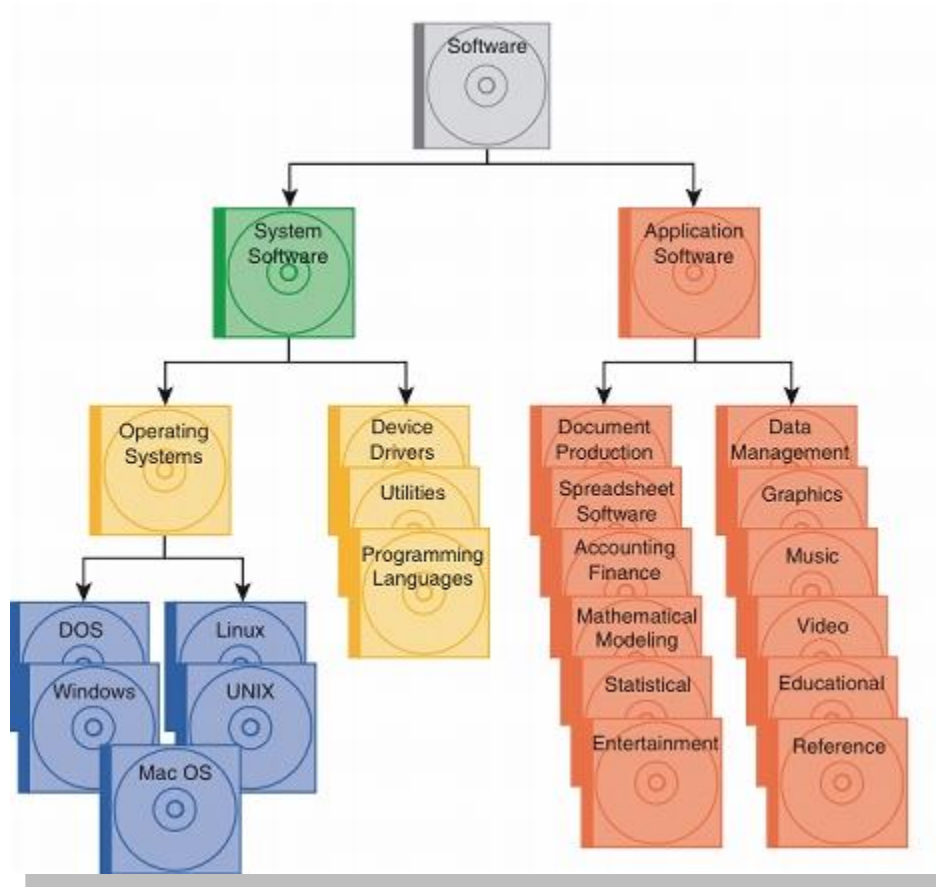 Software
System
Software
Application
Software
Operating
Systems
Device
Drivers
Utilities
Programming
Languages
Document
Production
Spreadsheet
Software
Accounting
Finance
Mathematical
Modeling
Statistical
Entertainment
Data
Management
Graphics
Music
Video
Educational
Reference
DOS
Windows
Linux
UNIX
Mac OS